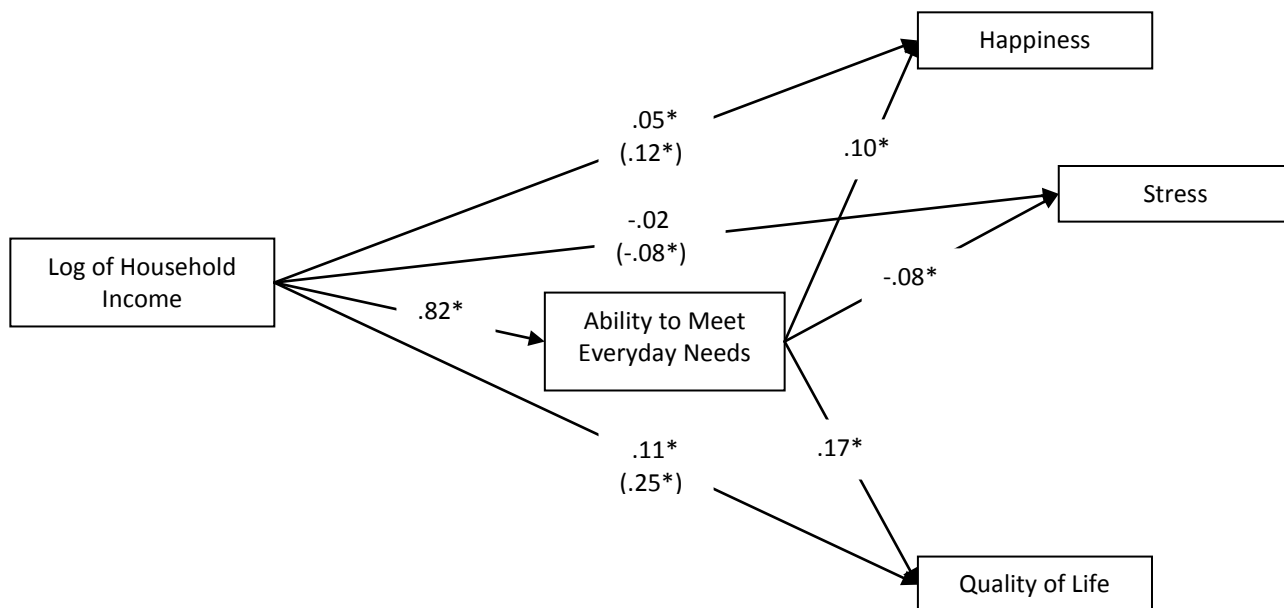 Happiness
.05*
(.12*)
.10*
Stress
-.02
(-.08*)
Log of Household
Income
-.08*
.82*
Ability to Meet
Everyday Needs
.11*
(.25*)
.17*
Quality of Life